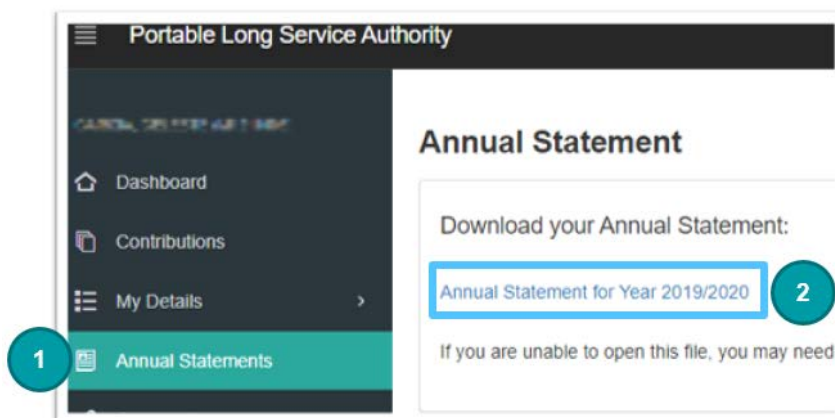 Portable Long Service Authority
Annual Statement
Dashboard
Contributions
My Details
Annual Statements
Download your Annual Statement:
Annual Statement for Year 2019/2020
If you are unable to open this file, you may need
1
2